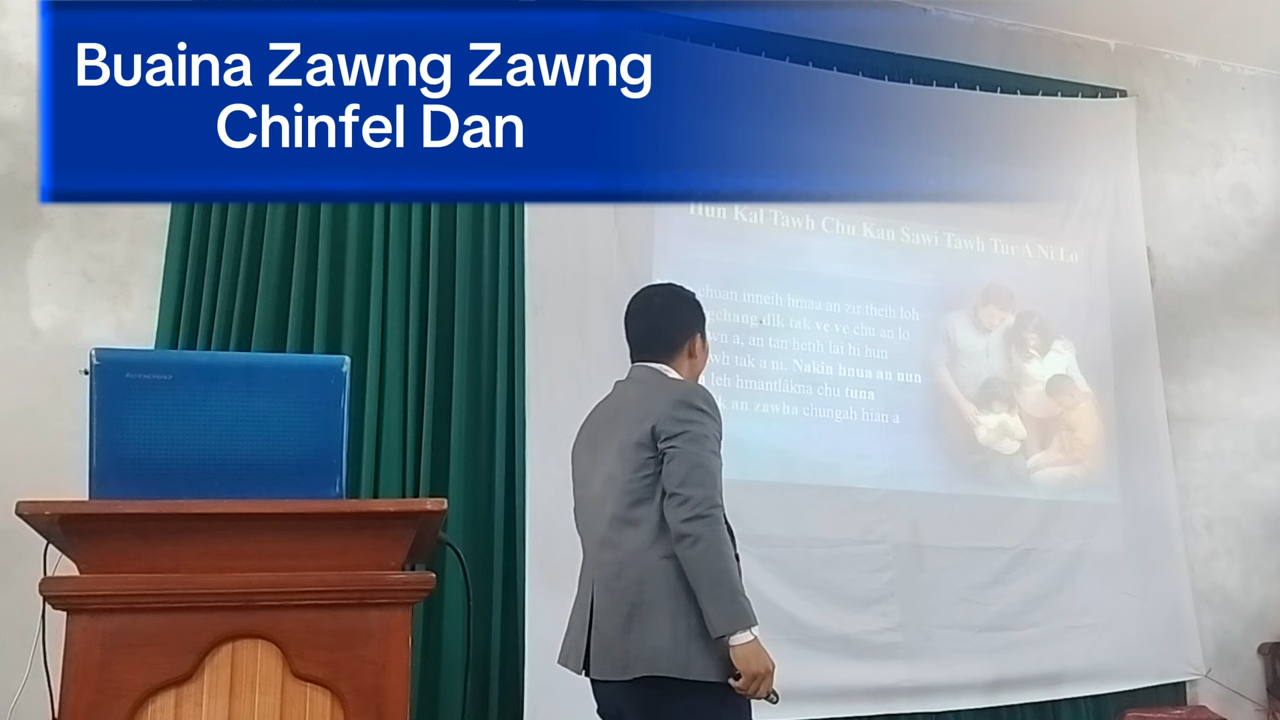 Buaina Zawng Zawng
Chinfel Dan
Hun Kal Tawh Chu Kan Sawi Tawh Tur A Ni Lo
chuan inneih hmaa an zir theih loh
dik tak ve ve chu an lo
a, an tan hetih lai hi hun
tak a ni. Nakin hnua an nun
leh hmantlâkna chu tuna
an zawha chungah hian a
lenovo